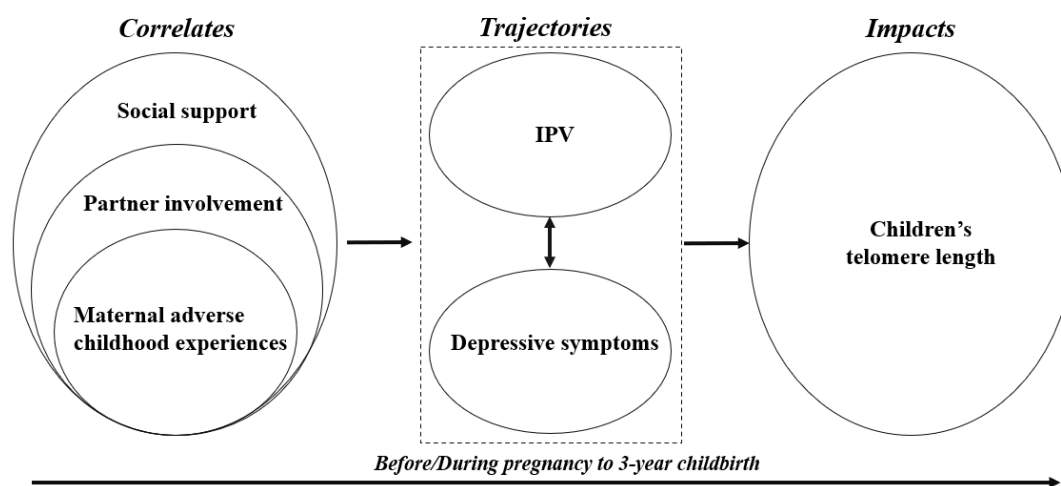 Correlates
Trajectories
Impacts
Social support
Partner involvement
Maternal adverse
childhood experiences
IPV
Depressive symptoms
Children's
telomere length
Before/During pregnancy to 3-year childbirth